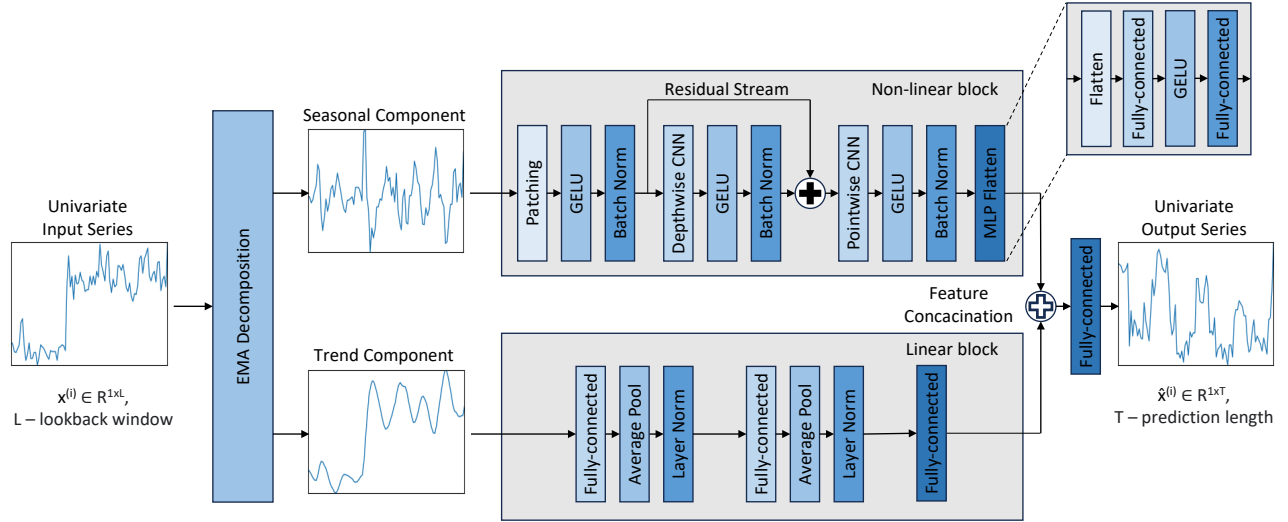 Univariate
Input Series
x(i) ∈ R1xL,
L – lookback window
EMA Decomposition
Seasonal Component
Trend Component
Residual Stream
Non-linear block
Patching
GELU
Batch Norm
Depthwise CNN
GELU
Batch Norm
Pointwise CNN
GELU
Batch Norm
MLP Flatten
Flatten
Fully-connected
GELU
Fully-connected
Feature
Concacination
Linear block
Fully-connected
Average Pool
Layer Norm
Fully-connected
Average Pool
Layer Norm
Fully-connected
Fully-connected
Univariate
Output Series
x̂(i) ∈ R1xT,
T – prediction length